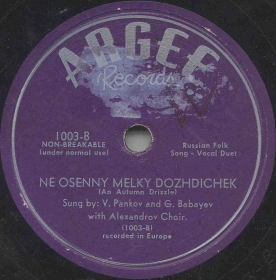 ARGEE
Records
1003-B
NON-BREAKABLE
(under normal use)
Russian Folk
Song - Vocal Duet
NE OSENNY MELKY DOZHDICHEK
(An Autumn Drizzle)
Sung by: V. Pankov and G. Babayev
with Alexandrov Choir.
(1003-B)
recorded in Europe